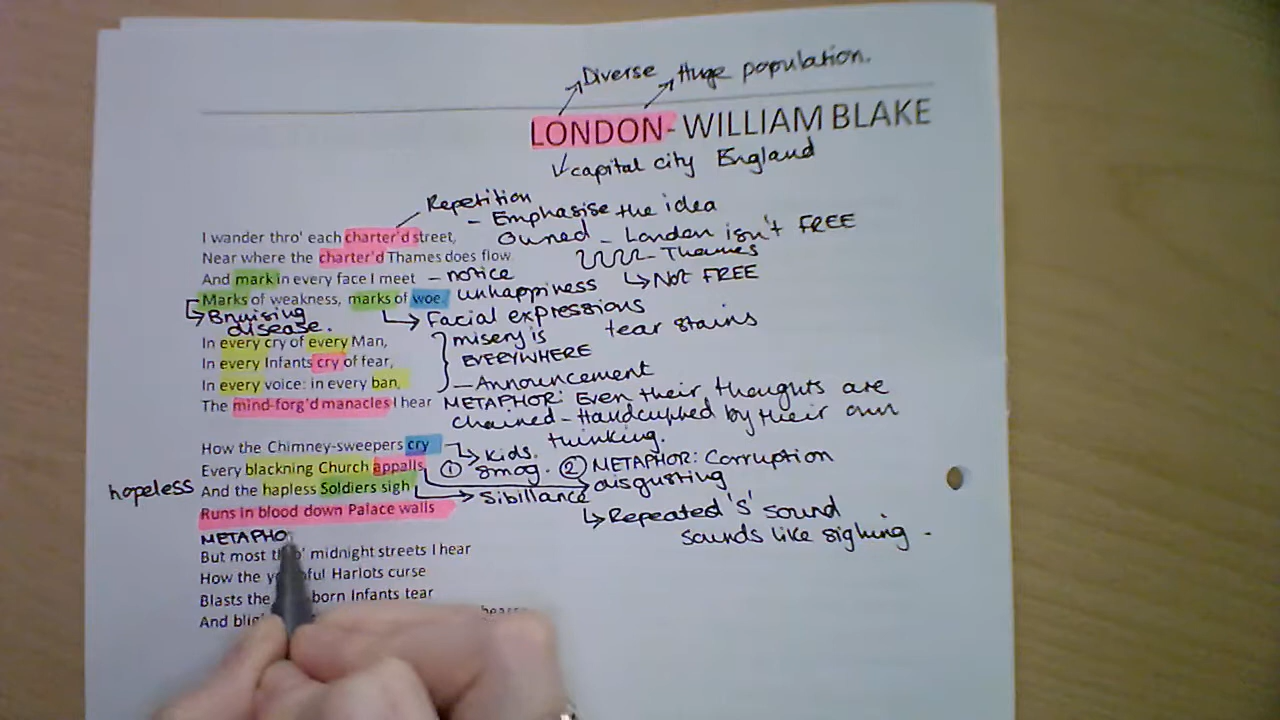 Diverse Huge population.
LONDON- WILLIAM BLAKE
capital city England
Repetition
- Emphasise the idea
I wander thro' each charter'd street, Owned - London isn't FREE
Near where the charter'd Thames does flow. - Thames
And mark in every face I meet - notice Not FREE
Marks of weakness, marks of woe. unhappiness
Bruising Facial expressions
disease. tear stains
In every cry of every Man, misery is
In every Infants cry of fear, EVERYWHERE
In every voice: in every ban, - Announcement
The mind-forg'd manacles I hear METAPHOR: Even their thoughts are
chained - Handcuphed by their own
thinking.
How the Chimney-sweepers cry Kids.
Every blackning Church appalls, ① smog. ② METAPHOR: Corruption
disgusting
hopeless And the hapless Soldiers sigh Sibillance
Runs in blood down Palace walls Repeated 's' sound
sounds like sighing.
METAPHO
But most midnight streets I hear
How the Harlots curse
Blasts the born Infants tear
And